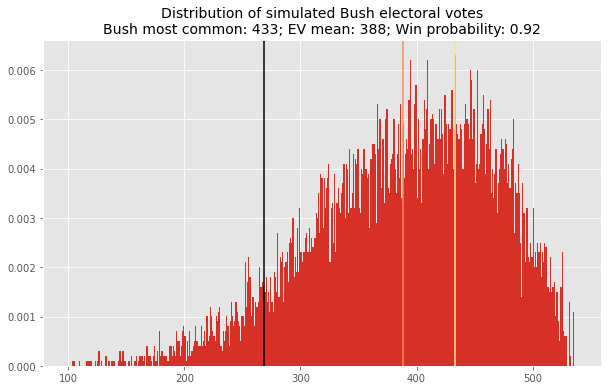 Distribution of simulated Bush electoral votes
Bush most common: 433; EV mean: 388; Win probability: 0.92
0.006
0.005
0.004
0.003
0.002
0.001
0.000
100 200 300 400 500